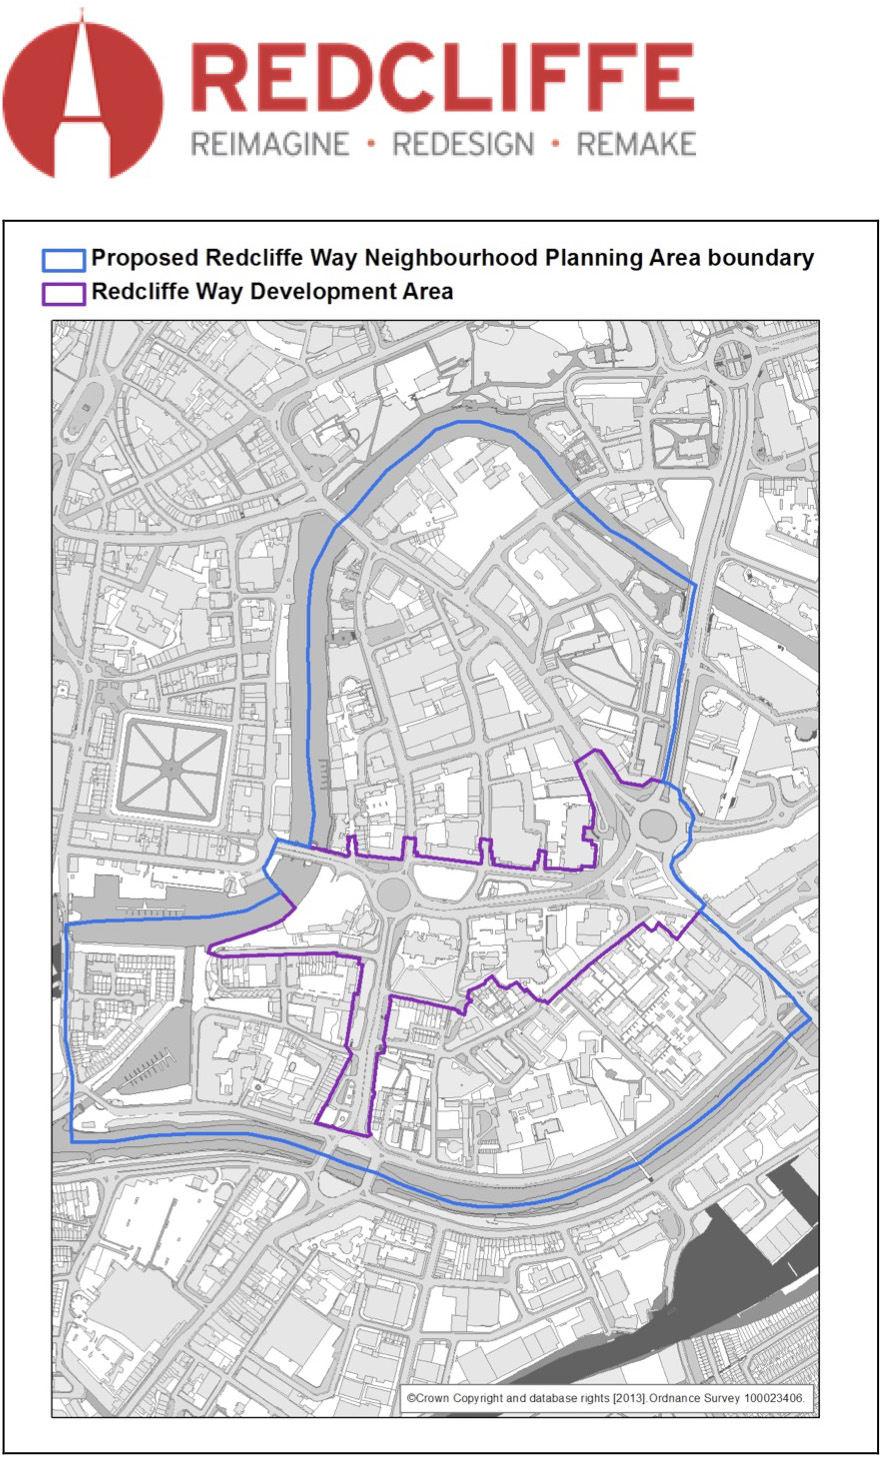 REDCLIFFE
REIMAGINE • REDESIGN • REMAKE
Proposed Redcliffe Way Neighbourhood Planning Area boundary
Redcliffe Way Development Area
©Crown Copyright and database rights [2013].Ordnance Survey 100023406.